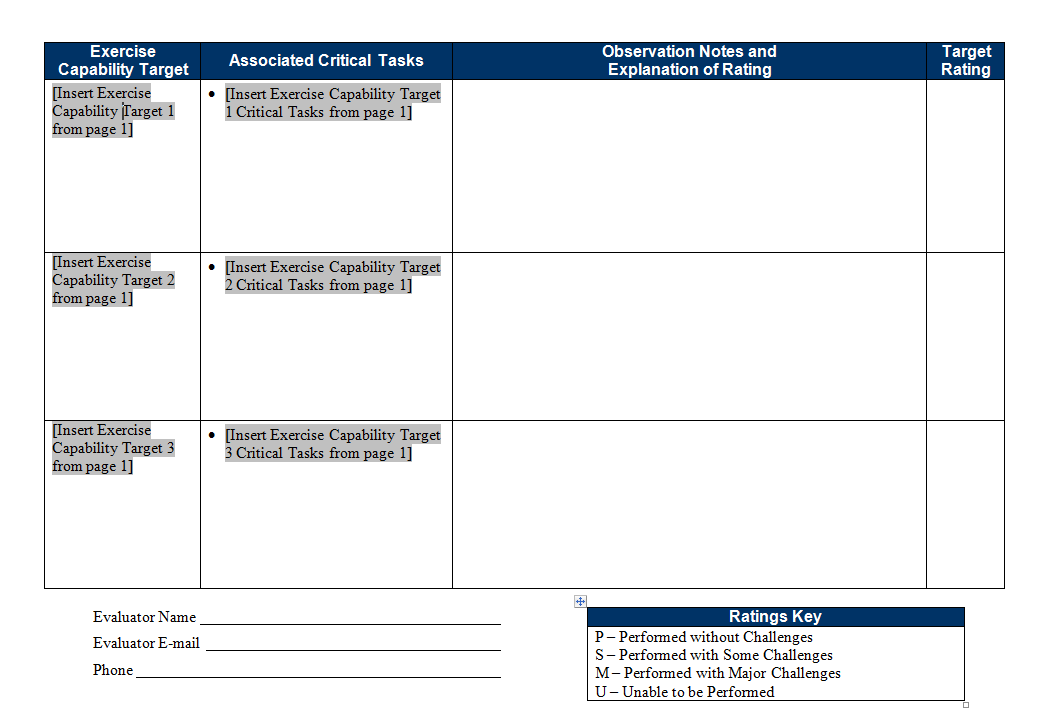 Exercise
Capability Target
Associated Critical Tasks
Observation Notes and
Explanation of Rating
Target
Rating
[Insert Exercise
Capability Target 1
from page 1]
• [Insert Exercise Capability Target
1 Critical Tasks from page 1]
[Insert Exercise
Capability Target 2
from page 1]
• [Insert Exercise Capability Target
2 Critical Tasks from page 1]
[Insert Exercise
Capability Target 3
from page 1]
• [Insert Exercise Capability Target
3 Critical Tasks from page 1]
Evaluator Name
Evaluator E-mail
Phone
Ratings Key
P – Performed without Challenges
S – Performed with Some Challenges
M – Performed with Major Challenges
U – Unable to be Performed